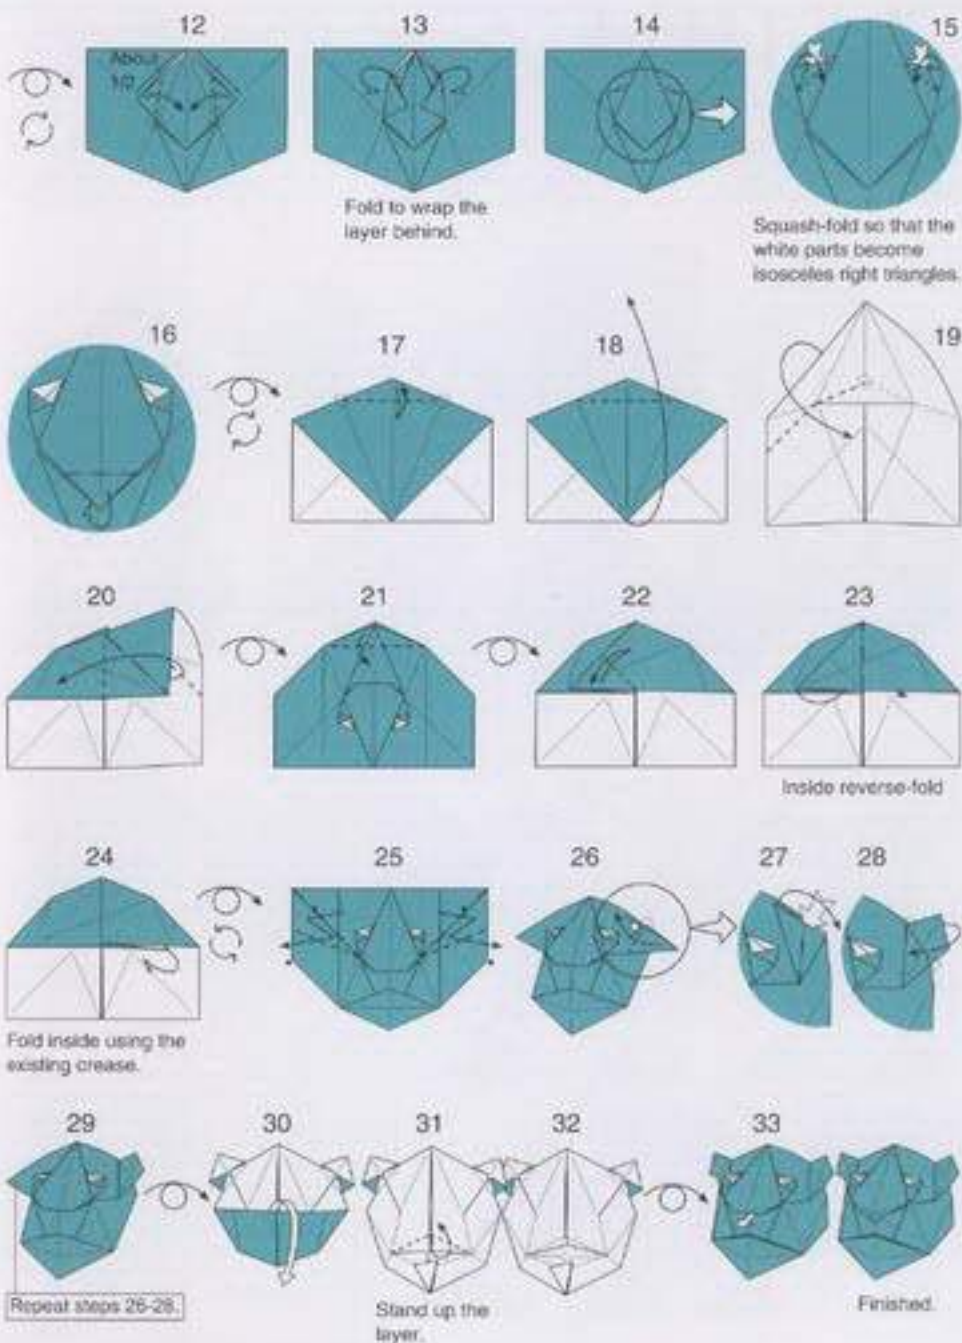 12 13 14 15
About
1/2
Fold to wrap the
layer behind.
Squash-fold so that the
white parts become
isosceles right triangles.
16 17 18 19
20 21 22 23
Inside reverse-fold
24 25 26 27 28
Fold inside using the
existing crease.
29 30 31 32 33
Repeat steps 26-28.
Stand up the
layer.
Finished.